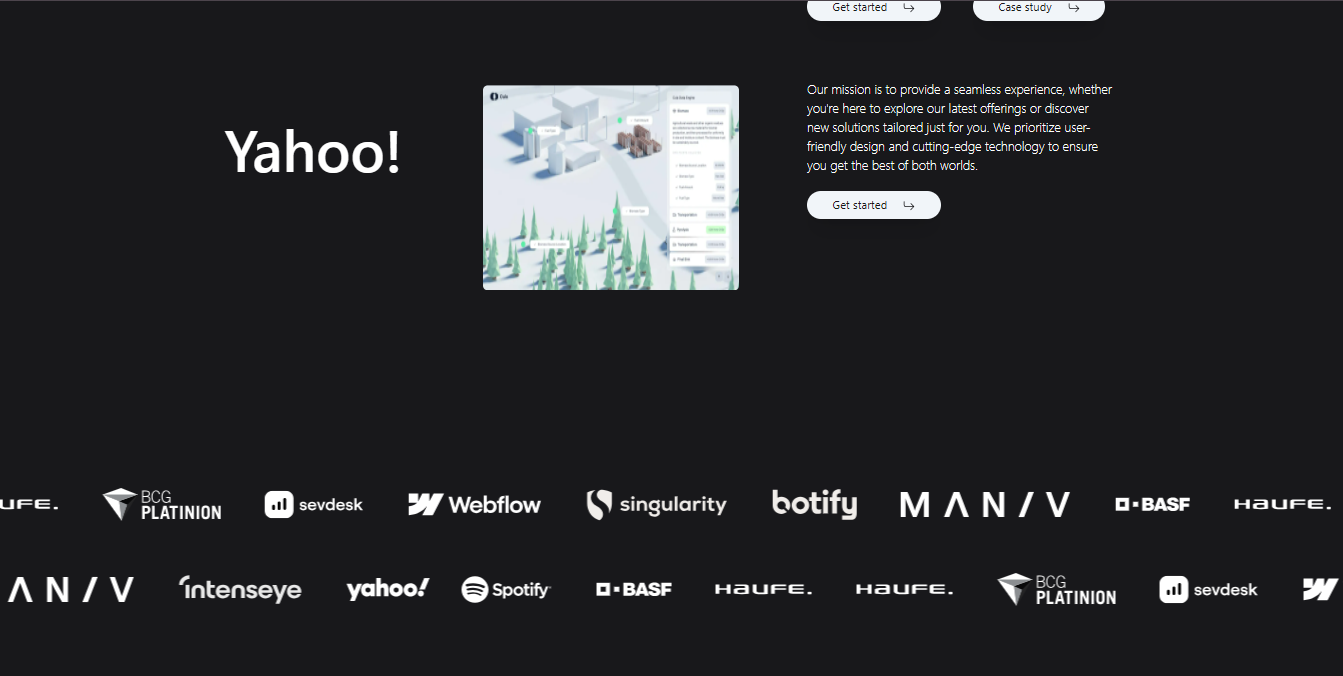 Get started
Case study
Yahoo!
Our mission is to provide a seamless experience, whether
you're here to explore our latest offerings or discover
new solutions tailored just for you. We prioritize user-
friendly design and cutting-edge technology to ensure
you get the best of both worlds.
Get started
UFE.
BCG
PLATINION
sevdesk
Webflow
singularity
botify
MANIV
BASF
HAUFE.
ANIV
intenseye
yahoo!
Spotify
BASF
HAUFE.
HAUFE.
BCG
PLATINION
sevdesk